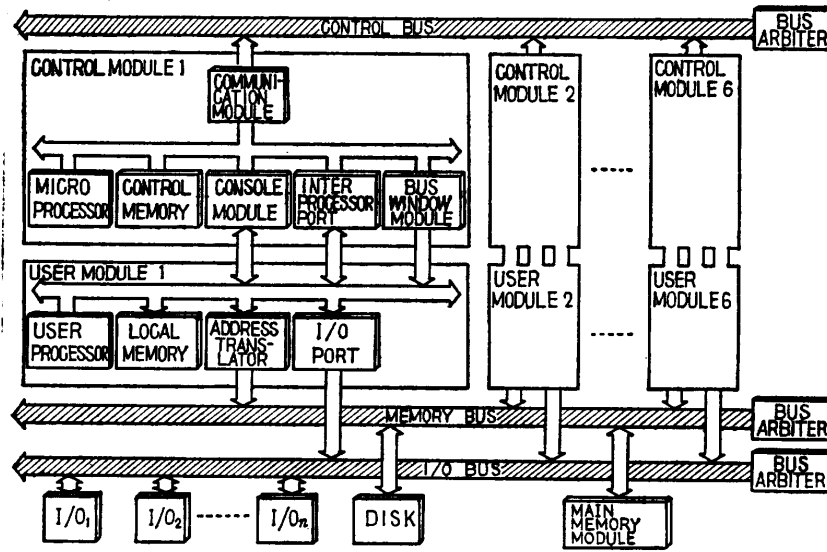 CONTROL BUS
BUS
ARBITER
CONTROL MODULE 1
COMMUNI-
CATION
MODULE
CONTROL
MODULE 2
CONTROL
MODULE 6
MICRO
PROCESSOR
CONTROL
MEMORY
CONSOLE
MODULE
INTER
PROCESSOR
PORT
BUS
WINDOW
MODULE
USER MODULE 1
USER
MODULE 2
USER
MODULE 6
USER
PROCESSOR
LOCAL
MEMORY
ADDRESS
TRANS-
LATOR
I/O
PORT
MEMORY BUS
BUS
ARBITER
I/O BUS
BUS
ARBITER
I/O₁
I/O₂
I/Oₙ
DISK
MAIN
MEMORY
MODULE